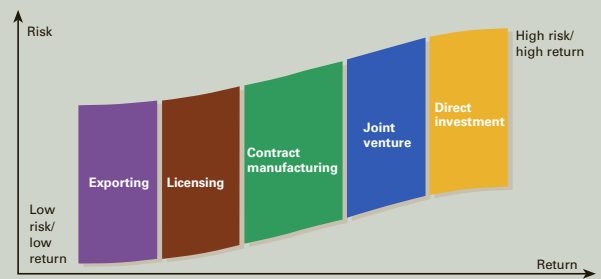 Risk
High risk/
high return
Direct
investment
Joint
venture
Contract
manufacturing
Exporting
Licensing
Low
risk/
low
return
Return